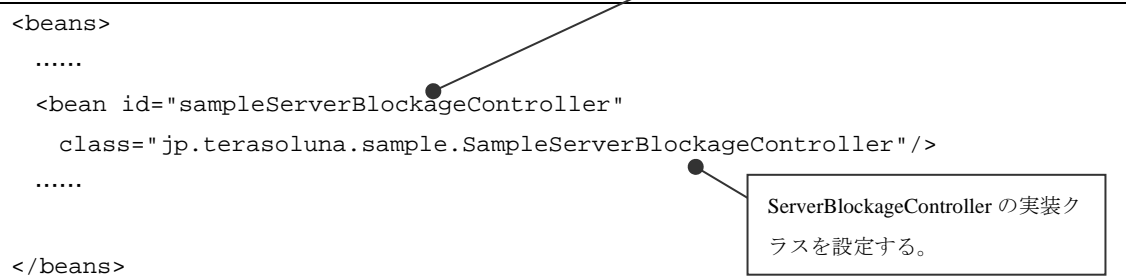 <beans>
……
<bean id="sampleServerBlockageController"
class="jp.terasoluna.sample.SampleServerBlockageController"/>
……
ServerBlockageController の実装ク
ラスを設定する。
</beans>